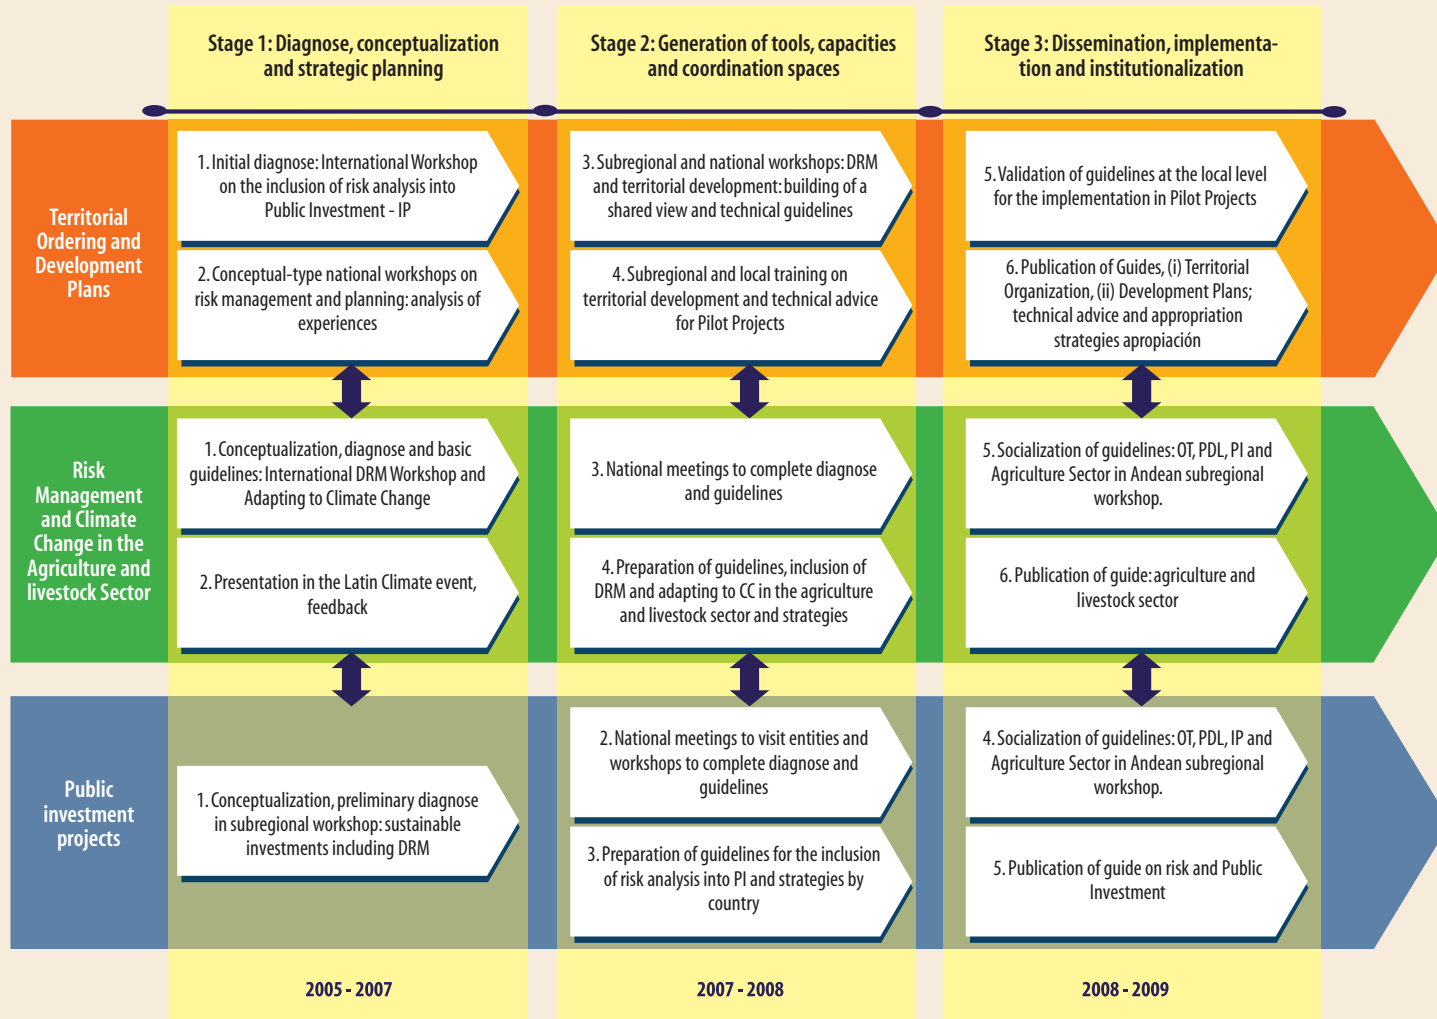 Stage 1: Diagnose, conceptualization
and strategic planning
Stage 2: Generation of tools, capacities
and coordination spaces
Stage 3: Dissemination, implementa-
tion and institutionalization
Territorial
Ordering and
Development
Plans
1. Initial diagnose: International Workshop
on the inclusion of risk analysis into
Public Investment - IP
2. Conceptual-type national workshops on
risk management and planning: analysis of
experiences
3. Subregional and national workshops: DRM
and territorial development: building of a
shared view and technical guidelines
4. Subregional and local training on
territorial development and technical advice
for Pilot Projects
5. Validation of guidelines at the local level
for the implementation in Pilot Projects
6. Publication of Guides, (i) Territorial
Organization, (ii) Development Plans;
technical advice and appropriation
strategies apropiación
Risk
Management
and Climate
Change in the
Agriculture and
livestock Sector
1. Conceptualization, diagnose and basic
guidelines: International DRM Workshop and
Adapting to Climate Change
2. Presentation in the Latin Climate event,
feedback
3. National meetings to complete diagnose
and guidelines
4. Preparation of guidelines, inclusion of
DRM and adapting to CC in the agriculture
and livestock sector and strategies
5. Socialization of guidelines: OT, PDL, PI and
Agriculture Sector in Andean subregional
workshop.
6. Publication of guide: agriculture and
livestock sector
Public
investment
projects
1. Conceptualization, preliminary diagnose
in subregional workshop: sustainable
investments including DRM
2. National meetings to visit entities and
workshops to complete diagnose and
guidelines
3. Preparation of guidelines for the inclusion
of risk analysis into PI and strategies by
country
4. Socialization of guidelines: OT, PDL, IP and
Agriculture Sector in Andean subregional
workshop.
5. Publication of guide on risk and Public
Investment
2005 - 2007
2007 - 2008
2008 - 2009